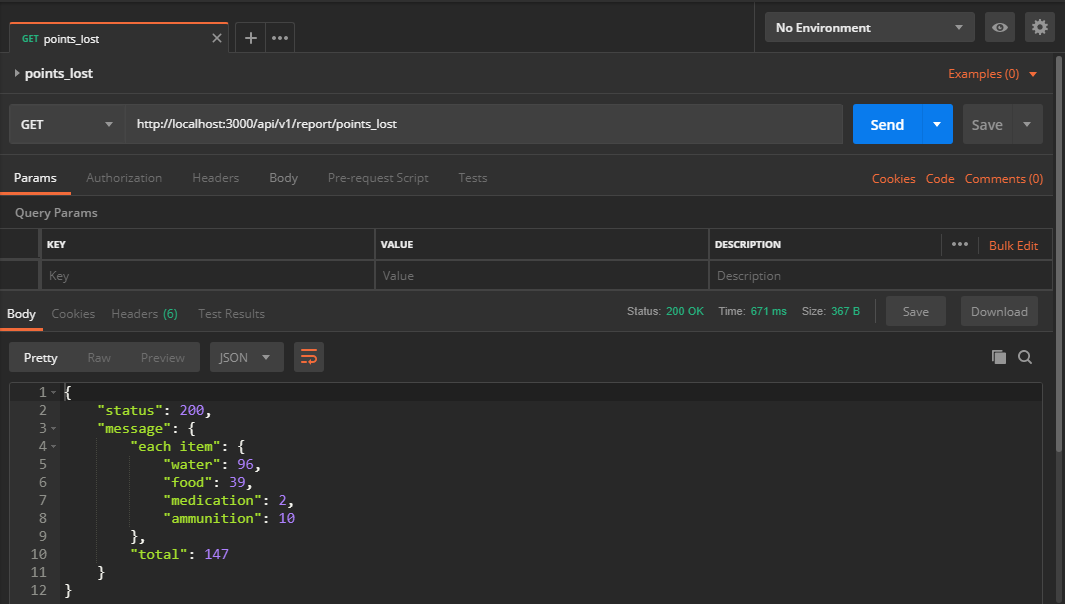 GET points_lost
No Environment
points_lost
Examples (0)
GET http://localhost:3000/api/v1/report/points_lost Send Save
Params Authorization Headers Body Pre-request Script Tests Cookies Code Comments (0)
Query Params
KEY VALUE DESCRIPTION Bulk Edit
Key Value Description
Body Cookies Headers (6) Test Results Status: 200 OK Time: 671 ms Size: 367 B Save Download
Pretty Raw Preview JSON
1 {
2 "status": 200,
3 "message": {
4 "each item": {
5 "water": 96,
6 "food": 39,
7 "medication": 2,
8 "ammunition": 10
9 },
10 "total": 147
11 }
12 }